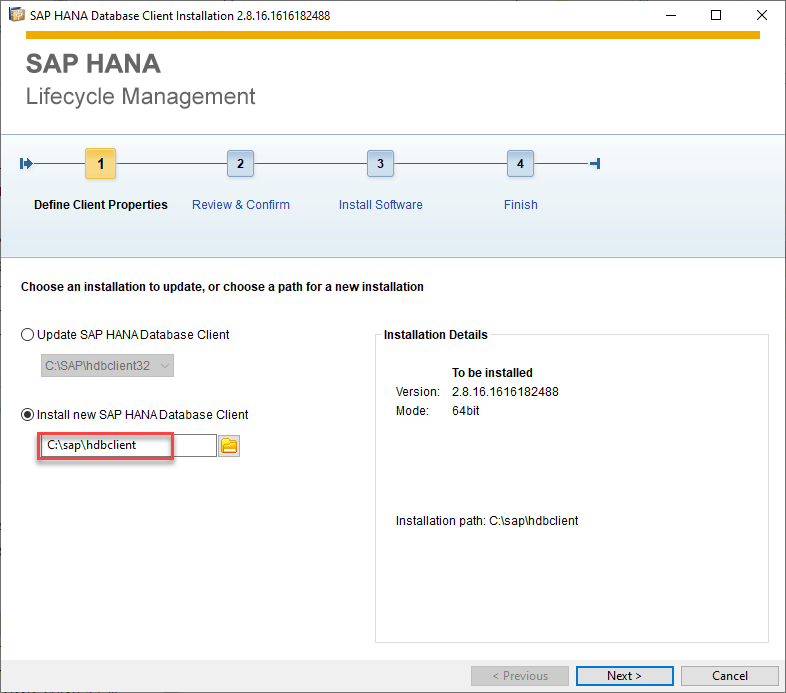 SAP HANA Database Client Installation 2.8.16.1616182488
SAP HANA
Lifecycle Management
1
2
3
4
Define Client Properties
Review & Confirm
Install Software
Finish
Choose an installation to update, or choose a path for a new installation
Update SAP HANA Database Client
C:\SAP\hdbclient32
Install new SAP HANA Database Client
C:\sap\hdbclient
Installation Details
To be installed
Version: 2.8.16.1616182488
Mode: 64bit
Installation path: C:\sap\hdbclient
< Previous
Next >
Cancel